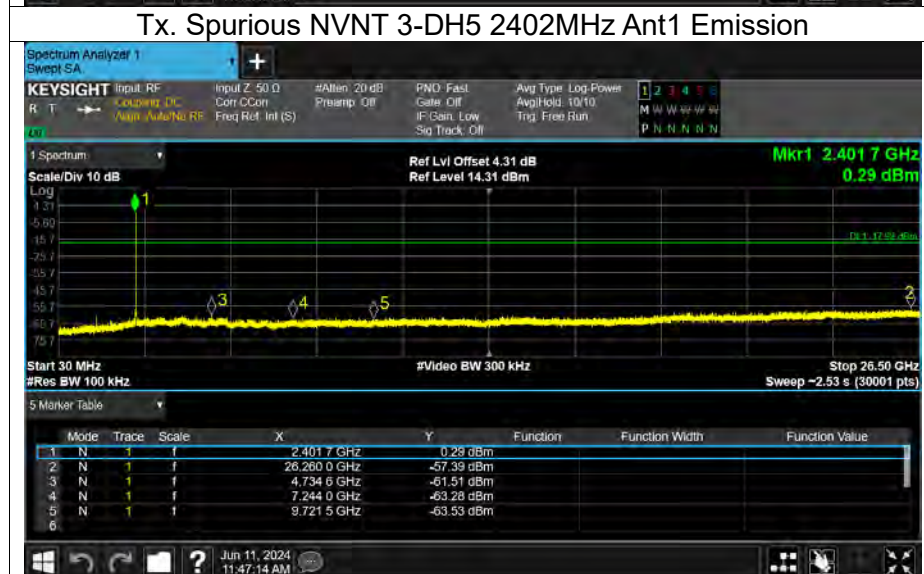 Tx. Spurious NVNT 3-DH5 2402MHz Ant1 Emission
Spectrum Analyzer 1
Swept SA
+
KEYSIGHT Input: RF Input Z: 50 Ω #Atten: 20 dB PNO: Fast Avg Type: Log-Power 1 2 3 4 5 6
R T Coupling: DC Corr CCorr Preamp: Off Gate: Off Avg|Hold: 10/10 M W W W W W
Align: Auto/No RF Freq Ref: Int (S) IF Gain: Low Trig: Free Run
Sig Track: Off P N N N N N
1 Spectrum
Ref Lvl Offset 4.31 dB Mkr1 2.401 7 GHz
Scale/Div 10 dB Ref Level 14.31 dBm 0.29 dBm
Log
1
4.31
-15.7
-25.7
-35.7
-45.7
3 4 5 2
-55.7
-75.7
Start 30 MHz #Video BW 300 kHz Stop 26.50 GHz
#Res BW 100 kHz Sweep ~2.53 s (30001 pts)
5 Marker Table
Mode Trace Scale X Y Function Function Width Function Value
1 N 1 f 2.401 7 GHz 0.29 dBm
2 N 1 f 26.260 0 GHz -57.39 dBm
3 N 1 f 4.734 6 GHz -61.51 dBm
4 N 1 f 7.244 0 GHz -63.28 dBm
5 N 1 f 9.721 5 GHz -63.53 dBm
6
? Jun 11, 2024
11:47:14 AM